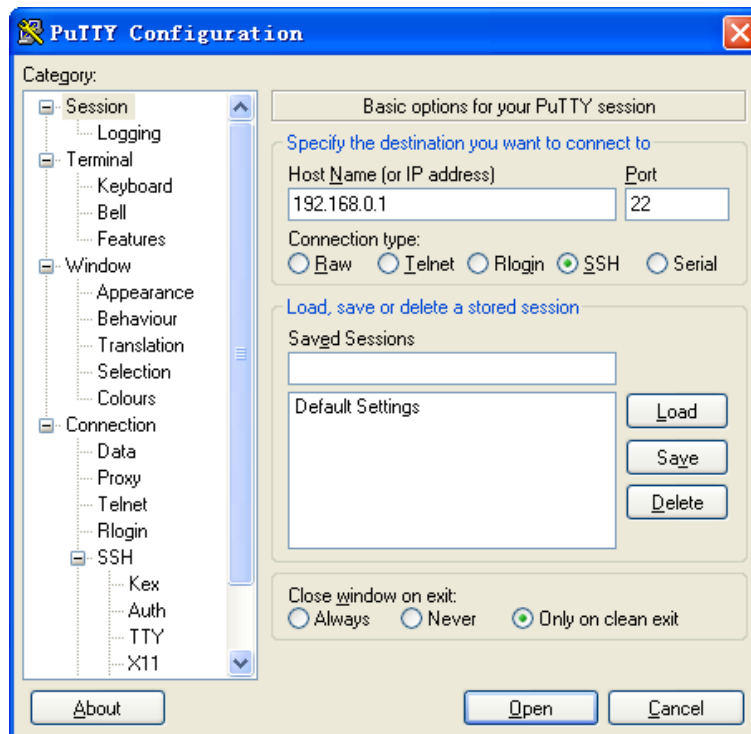 PuTTY Configuration
Category:
Session
Logging
Terminal
Keyboard
Bell
Features
Window
Appearance
Behaviour
Translation
Selection
Colours
Connection
Data
Proxy
Telnet
Rlogin
SSH
Kex
Auth
TTY
X11
Basic options for your PuTTY session
Specify the destination you want to connect to
Host Name (or IP address) Port
192.168.0.1 22
Connection type:
Raw Telnet Rlogin SSH Serial
Load, save or delete a stored session
Saved Sessions
Default Settings
Load
Save
Delete
Close window on exit:
Always Never Only on clean exit
About Open Cancel